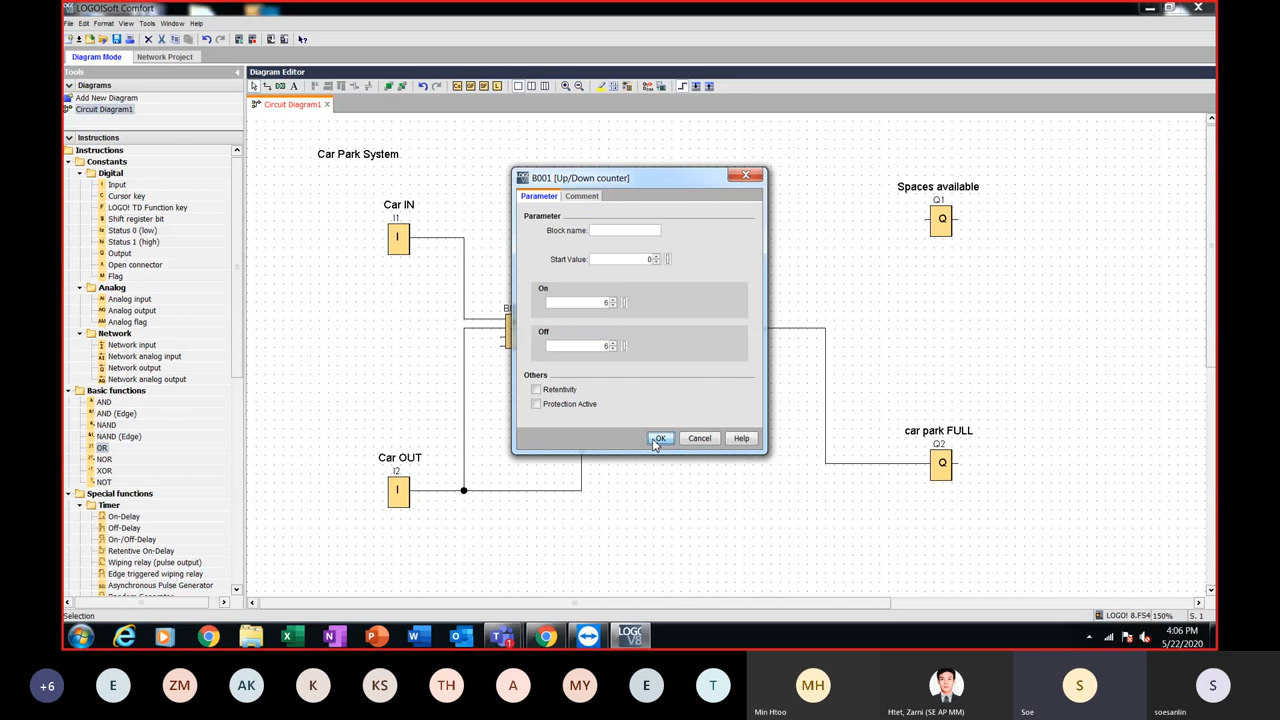 LOGO!Soft Comfort
File Edit Format View Tools Window Help
Diagram Mode Network Project
Tools
Diagram Editor
Diagrams
Add New Diagram
Circuit Diagram1
Circuit Diagram1
Instructions
Instructions
Constants
Digital
Input
Cursor key
LOGO! TD Function key
Shift register bit
Status 0 (low)
Status 1 (high)
Output
Open connector
Flag
Analog
Analog input
Analog output
Analog flag
Network
Network input
Network analog input
Network output
Network analog output
Basic functions
AND
AND (Edge)
NAND
NAND (Edge)
OR
NOR
XOR
NOT
Special functions
Timer
On-Delay
Off-Delay
On-/Off-Delay
Retentive On-Delay
Wiping relay (pulse output)
Edge triggered wiping relay
Asynchronous Pulse Generator
Selection
Car Park System
Car IN
I1
I
Car OUT
I2
I
B001 [Up/Down counter]
Parameter Comment
Parameter
Block name:
Start Value: 0
On
6
Off
6
Others
Retentivity
Protection Active
OK Cancel Help
Spaces available
Q1
Q
car park FULL
Q2
Q
LOGO! 8.FS4 150% S. 1
4:06 PM
5/22/2020
+6 E ZM AK K KS TH A MY E T MH S S
Min Htoo Htet, Zarni (SE AP MM) Soe soesanlin